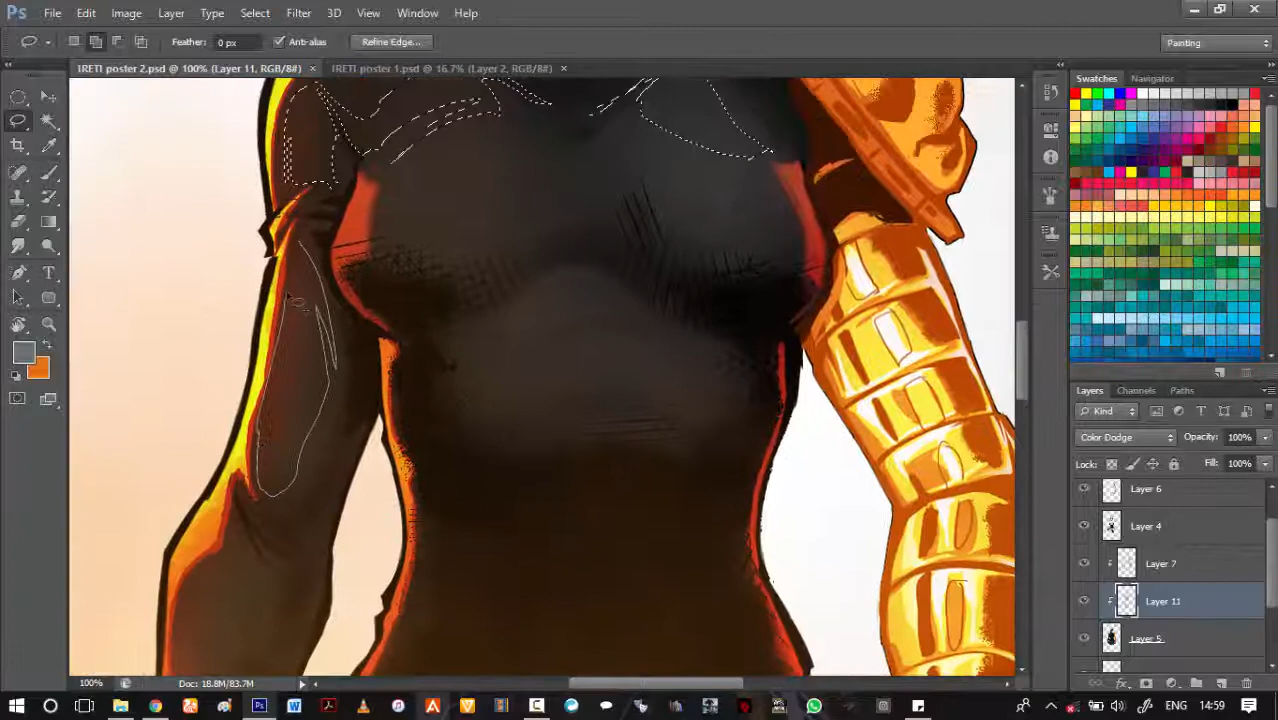 Ps File Edit Image Layer Type Select Filter 3D View Window Help
Feather: 0 px Anti-alias Refine Edge... Painting
IRETI poster 2.psd @ 100% (Layer 11, RGB/8#) × IRETI poster 1.psd @ 16.7% (Layer 2, RGB/8#) ×
Swatches Navigator
Layers Channels Paths
Kind
Color Dodge Opacity: 100%
Lock: Fill: 100%
Layer 6
Layer 4
Layer 7
Layer 11
Layer 5
100% Doc: 18.8M/83.7M
ENG 14:59